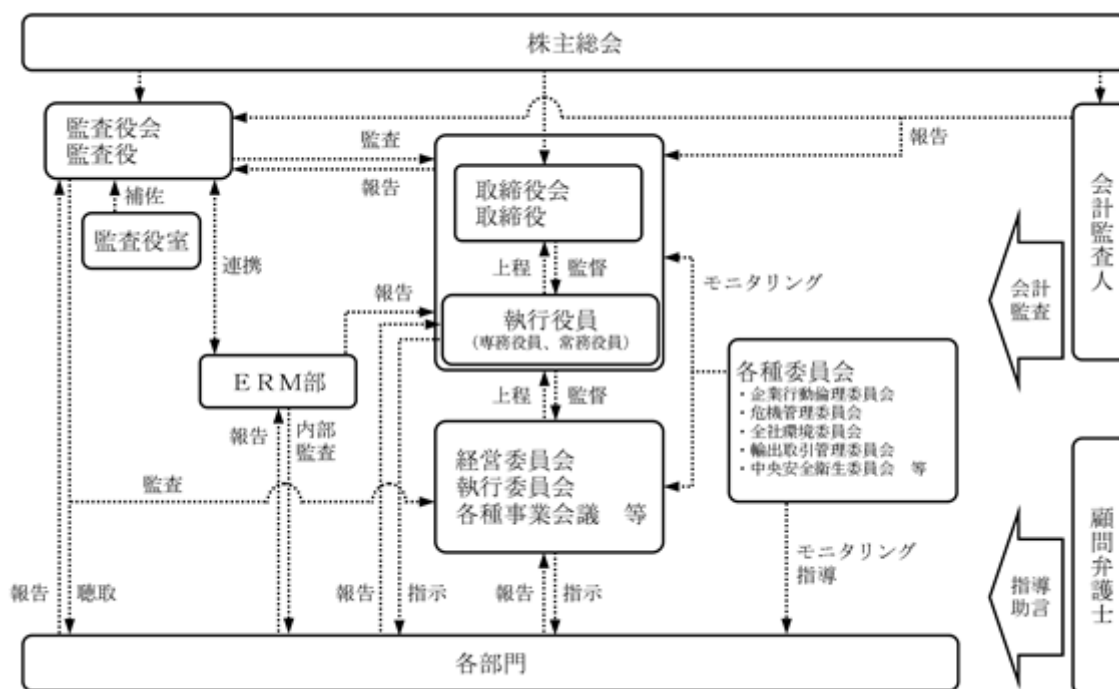 株主総会
監査役会
監査役
監査
報告
報告
補佐
監査役室
取締役会
取締役
連携
上程
監督
モニタリング
報告
執行役員
(専務役員、常務役員)
会計監査人
会計
監査
ERM部
上程
監督
各種委員会
・企業行動倫理委員会
・危機管理委員会
・全社環境委員会
・輸出取引管理委員会
・中央安全衛生委員会 等
報告
内部
監査
監査
経営委員会
執行委員会
各種事業会議 等
モニタリング
指導
顧問弁護士
指導
助言
報告
聴取
報告
指示
報告
指示
各部門